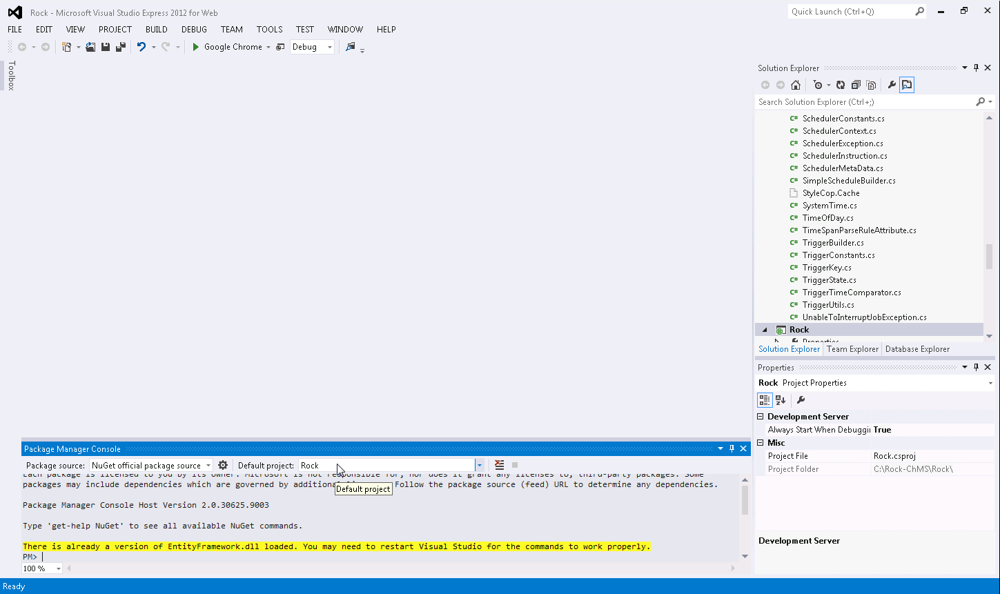 Rock - Microsoft Visual Studio Express 2012 for Web
Quick Launch (Ctrl+Q)
FILE EDIT VIEW PROJECT BUILD DEBUG TEAM TOOLS TEST WINDOW HELP
Google Chrome Debug
Toolbox
Solution Explorer
Search Solution Explorer (Ctrl+;)
C# SchedulerConstants.cs
C# SchedulerContext.cs
C# SchedulerException.cs
C# SchedulerInstruction.cs
C# SchedulerMetaData.cs
C# SimpleScheduleBuilder.cs
StyleCop.Cache
C# SystemTime.cs
C# TimeOfDay.cs
C# TimeSpanParseRuleAttribute.cs
C# TriggerBuilder.cs
C# TriggerConstants.cs
C# TriggerKey.cs
C# TriggerState.cs
C# TriggerTimeComparator.cs
C# TriggerUtils.cs
C# UnableToInterruptJobException.cs
Rock
Properties
Solution Explorer Team Explorer Database Explorer
Properties
Rock Project Properties
Development Server
Always Start When Debuggii True
Misc
Project File Rock.csproj
Project Folder C:\Rock-ChMS\Rock\
Development Server
Package Manager Console
Package source: NuGet official package source Default project: Rock
Each package is licensed to you by its owner. Microsoft is not responsible for, nor does it grant any licenses to, third-party packages. Some
packages may include dependencies which are governed by additional Follow the package source (feed) URL to determine any dependencies.
Default project
Package Manager Console Host Version 2.0.30625.9003
Type 'get-help NuGet' to see all available NuGet commands.
There is already a version of EntityFramework.dll loaded. You may need to restart Visual Studio for the commands to work properly.
PM>
100 %
Ready